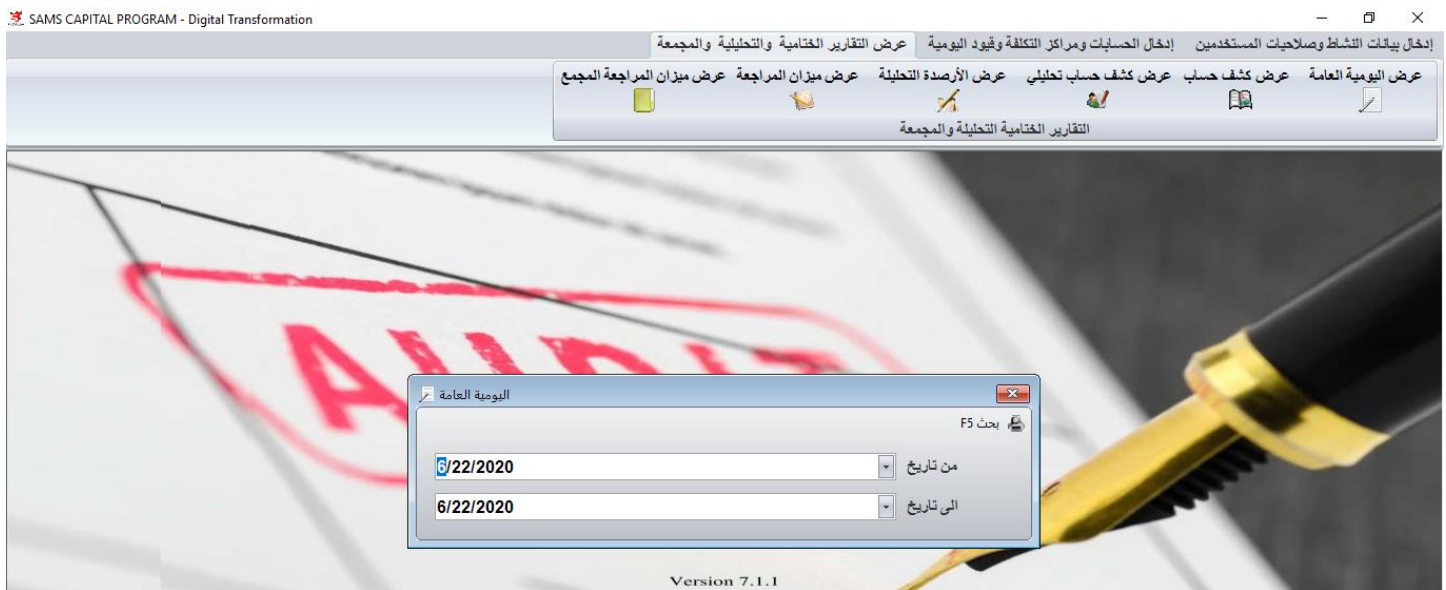 SAMS CAPITAL PROGRAM - Digital Transformation
إدخال بيانات النشاط وصلاحيات المستخدمين إدخال الحسابات ومراكز التكلفة وقيود اليومية عرض التقارير الختامية والتحليلية والمجمعة
عرض اليومية العامة عرض كشف حساب عرض كشف حساب تحليلي عرض الأرصدة التحليلة عرض ميزان المراجعة عرض ميزان المراجعة المجمع
التقارير الختامية التحليلة والمجمعة
AUDIT
اليومية العامة
بحث F5
من تاريخ 6/22/2020
الى تاريخ 6/22/2020
Version 7.1.1